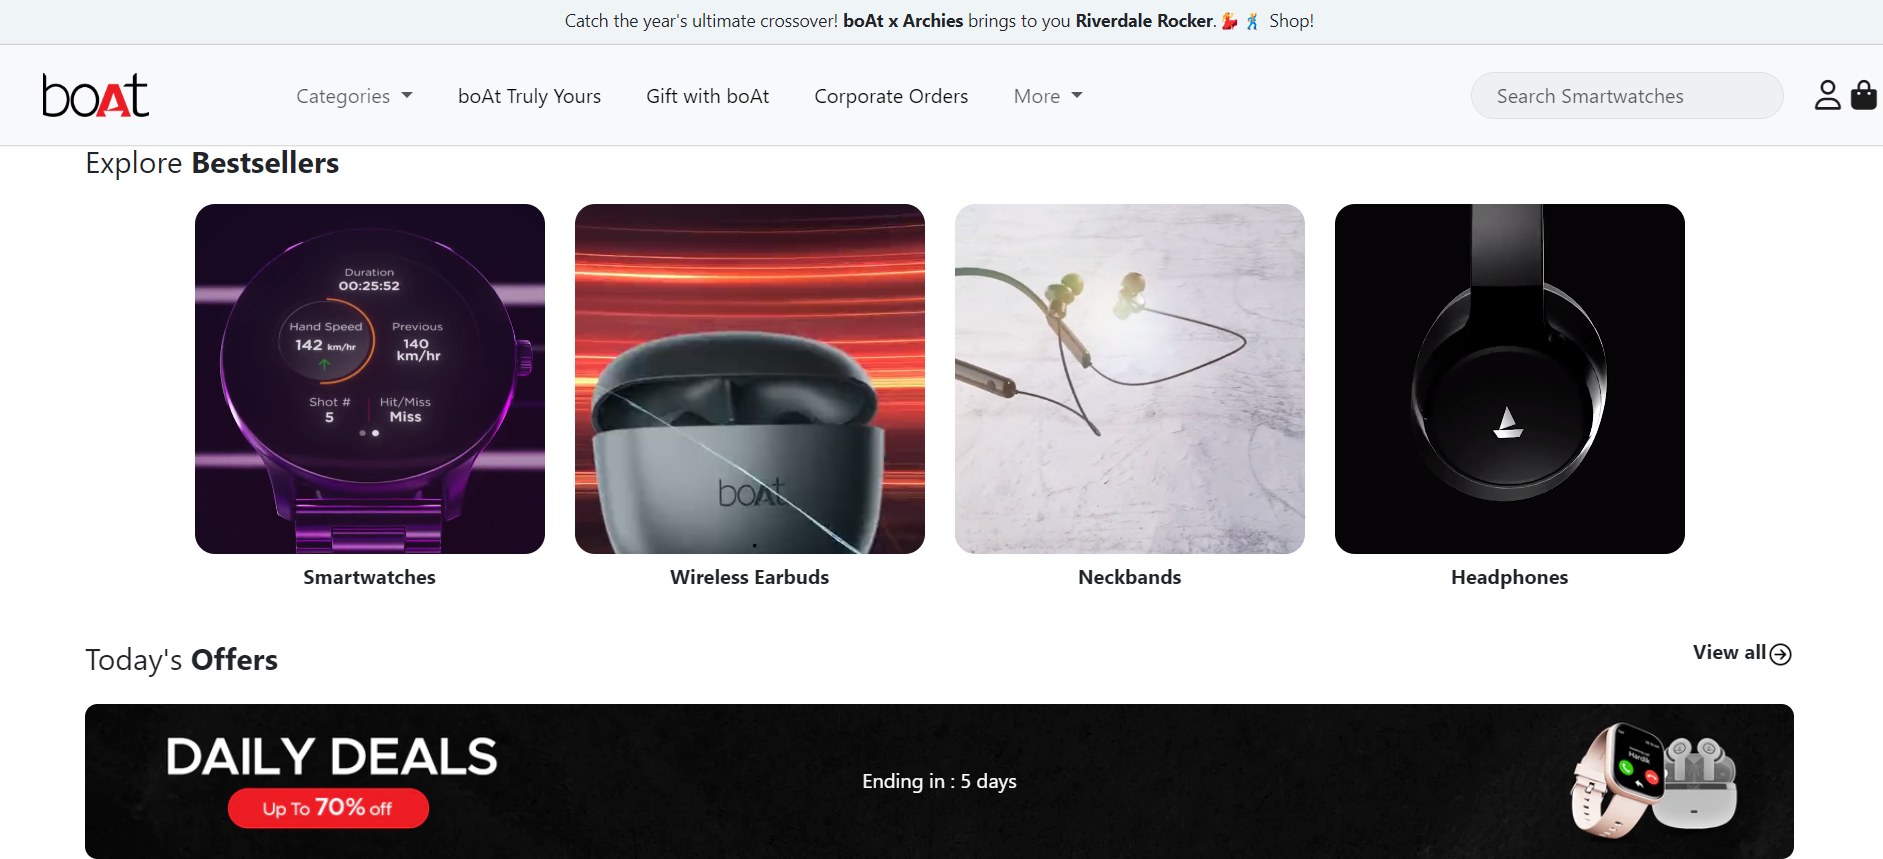 Catch the year's ultimate crossover! boAt x Archies brings to you Riverdale Rocker. 💃🕺 Shop!
boAt
Categories
boAt Truly Yours
Gift with boAt
Corporate Orders
More
Search Smartwatches
Explore Bestsellers
Duration
00:25:52
Hand Speed
142 km/hr
Previous
140
km/hr
Shot #
5
Hit/Miss
Miss
boAt
Smartwatches
Wireless Earbuds
Neckbands
Headphones
Today's Offers
View all
DAILY DEALS
Up To 70% off
Ending in : 5 days
Hardik